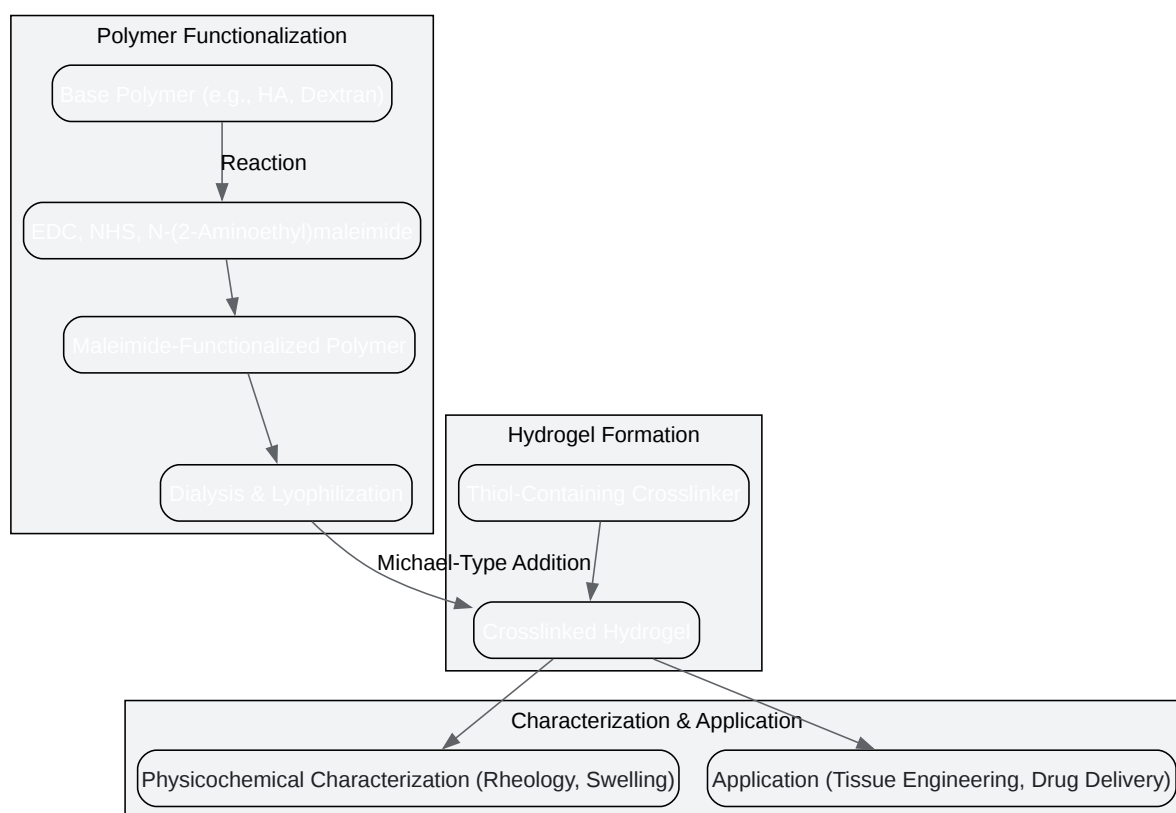 Polymer Functionalization
Base Polymer (e.g., HA, Dextran)
Reaction
EDC, NHS, N-(2-Aminoethyl)maleimide
Maleimide-Functionalized Polymer
Dialysis & Lyophilization
Hydrogel Formation
Thiol-Containing Crosslinker
Michael-Type Addition
Crosslinked Hydrogel
Characterization & Application
Physicochemical Characterization (Rheology, Swelling)
Application (Tissue Engineering, Drug Delivery)